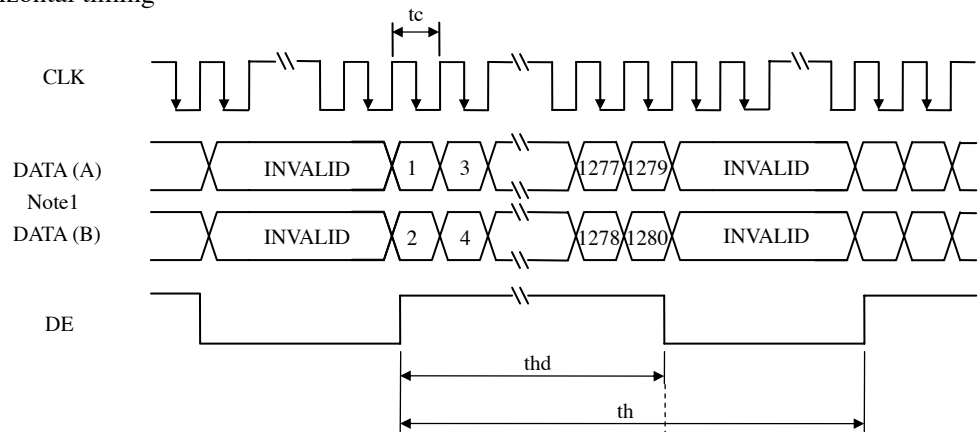 tc
CLK
DATA (A)
INVALID
1
3
1277
1279
INVALID
Note1
DATA (B)
INVALID
2
4
1278
1280
INVALID
DE
thd
th